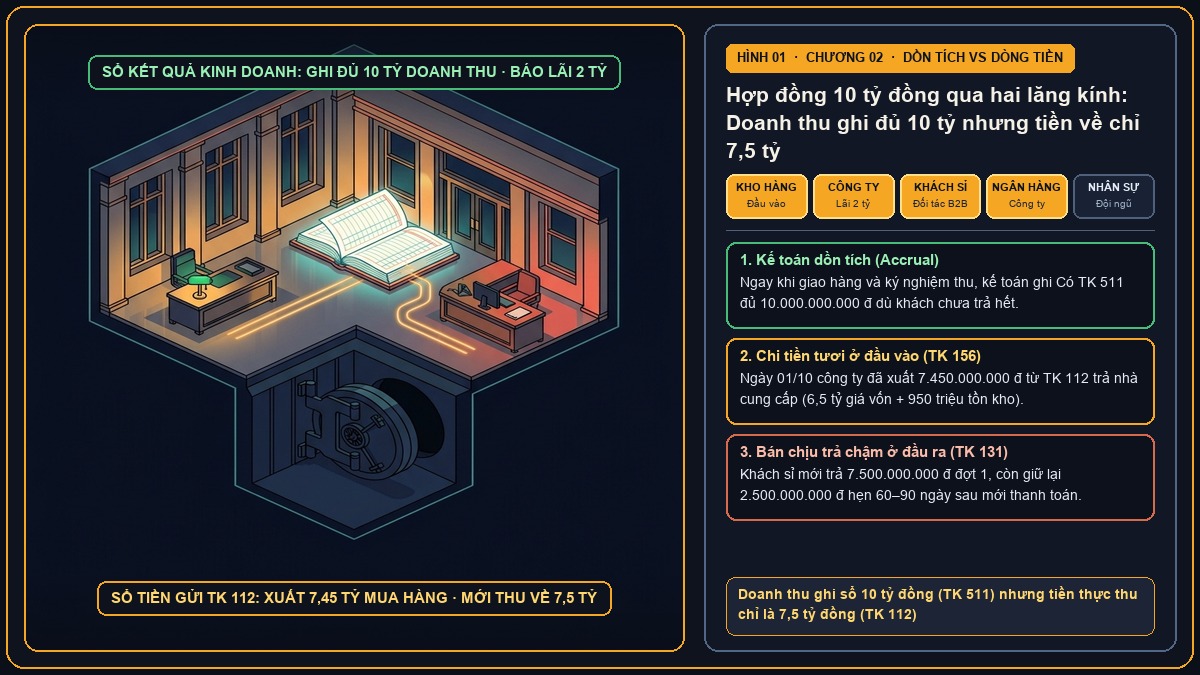 SỔ KẾT QUẢ KINH DOANH: GHI ĐỦ 10 TỶ DOANH THU · BÁO LÃI 2 TỶ
SỔ TIỀN GỬI TK 112: XUẤT 7,45 TỶ MUA HÀNG · MỚI THU VỀ 7,5 TỶ
HÌNH 01 · CHƯƠNG 02 · DỒN TÍCH VS DÒNG TIỀN
Hợp đồng 10 tỷ đồng qua hai lăng kính:
Doanh thu ghi đủ 10 tỷ nhưng tiền về chỉ
7,5 tỷ
KHO HÀNG
Đầu vào
CÔNG TY
Lãi 2 tỷ
KHÁCH SỈ
Đối tác B2B
NGÂN HÀNG
Công ty
NHÂN SỰ
Đội ngũ
1. Kế toán dồn tích (Accrual)
Ngay khi giao hàng và ký nghiệm thu, kế toán ghi Có TK 511
đủ 10.000.000.000 đ dù khách chưa trả hết.
2. Chi tiền tươi ở đầu vào (TK 156)
Ngày 01/10 công ty đã xuất 7.450.000.000 đ từ TK 112 trả nhà
cung cấp (6,5 tỷ giá vốn + 950 triệu tồn kho).
3. Bán chịu trả chậm ở đầu ra (TK 131)
Khách sỉ mới trả 7.500.000.000 đ đợt 1, còn giữ lại
2.500.000.000 đ hẹn 60–90 ngày sau mới thanh toán.
Doanh thu ghi sổ 10 tỷ đồng (TK 511) nhưng tiền thực thu
chỉ là 7,5 tỷ đồng (TK 112)